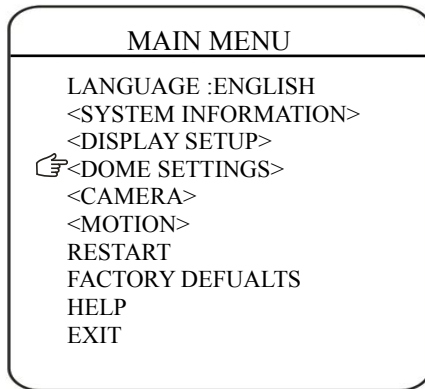 MAIN MENU
LANGUAGE :ENGLISH
<SYSTEM INFORMATION>
<DISPLAY SETUP>
<DOME SETTINGS>
<CAMERA>
<MOTION>
RESTART
FACTORY DEFUALTS
HELP
EXIT